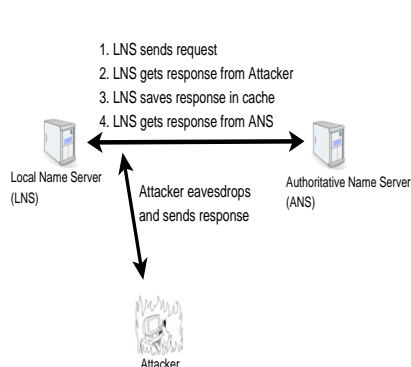 1. LNS sends request
2. LNS gets response from Attacker
3. LNS saves response in cache
4. LNS gets response from ANS
Local Name Server
(LNS)
Attacker eavesdrops
and sends response
Authoritative Name Server
(ANS)
Attacker